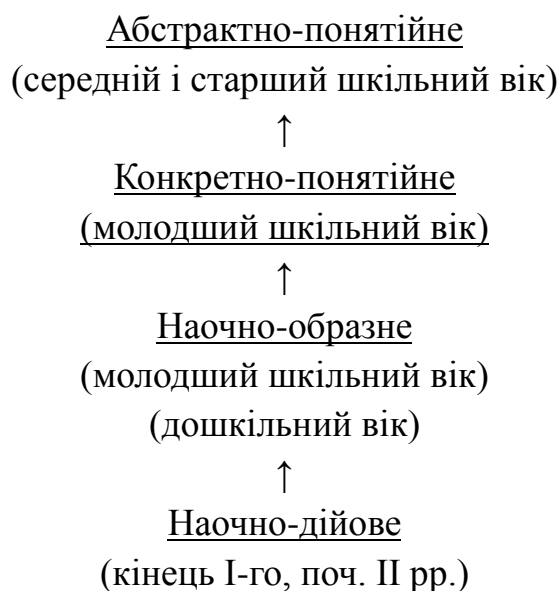 Абстрактно-понятійне
(середній і старший шкільний вік)
↑
Конкретно-понятійне
(молодший шкільний вік)
↑
Наочно-образне
(молодший шкільний вік)
(дошкільний вік)
↑
Наочно-дійове
(кінець І-го, поч. ІІ рр.)